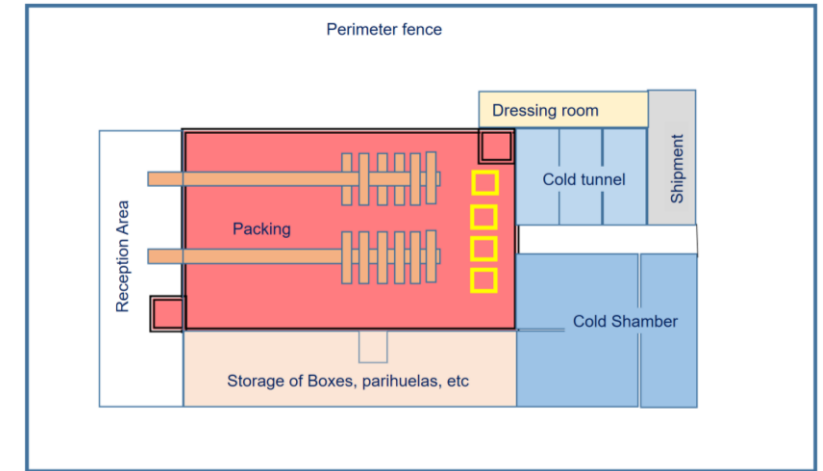 Perimeter fence
Dressing room
Cold tunnel
Shipment
Packing
Reception Area
Cold Shamber
Storage of Boxes, parihuelas, etc